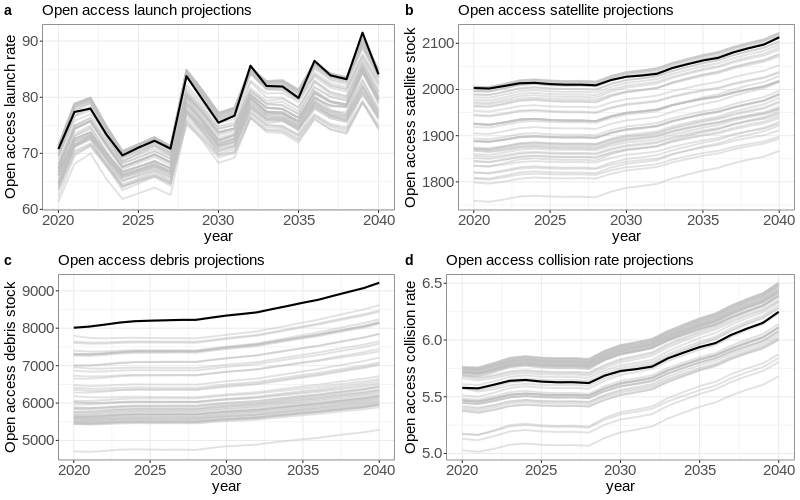 a Open access launch projections
Open access launch rate
90
80
70
60
2020 2025 2030 2035 2040
year
b Open access satellite projections
Open access satellite stock
2100
2000
1900
1800
2020 2025 2030 2035 2040
year
c Open access debris projections
Open access debris stock
9000
8000
7000
6000
5000
2020 2025 2030 2035 2040
year
d Open access collision rate projections
Open access collision rate
6.5
6.0
5.5
5.0
2020 2025 2030 2035 2040
year